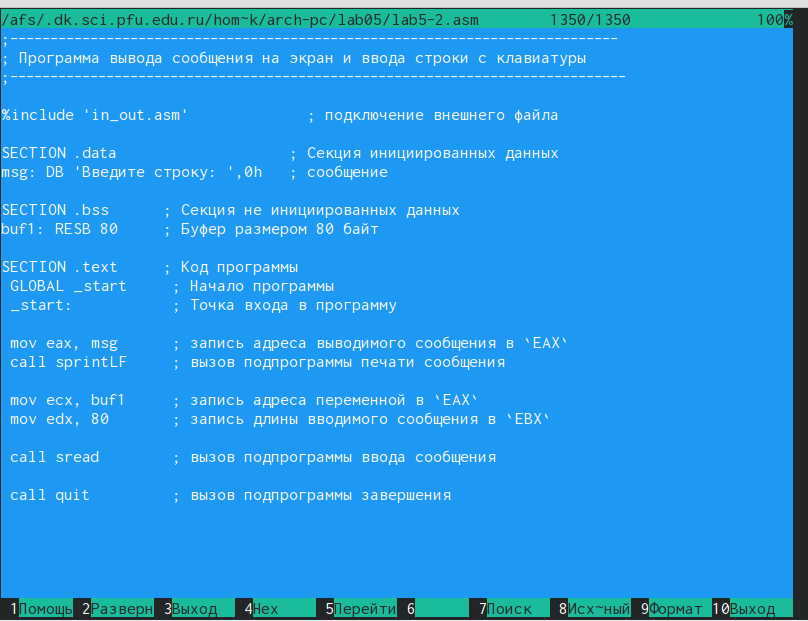 /afs/.dk.sci.pfu.edu.ru/hom~k/arch-pc/lab05/lab5-2.asm 1350/1350 100%
;-------------------------------------------------------------------
; Программа вывода сообщения на экран и ввода строки с клавиатуры
;--------------------------------------------------------------------
%include 'in_out.asm' ; подключение внешнего файла
SECTION .data ; Секция инициированных данных
msg: DB 'Введите строку: ',0h ; сообщение
SECTION .bss ; Секция не инициированных данных
buf1: RESB 80 ; Буфер размером 80 байт
SECTION .text ; Код программы
GLOBAL _start ; Начало программы
_start: ; Точка входа в программу
mov eax, msg ; запись адреса выводимого сообщения в `EAX`
call sprintLF ; вызов подпрограммы печати сообщения
mov ecx, buf1 ; запись адреса переменной в `EAX`
mov edx, 80 ; запись длины вводимого сообщения в `EBX`
call sread ; вызов подпрограммы ввода сообщения
call quit ; вызов подпрограммы завершения
1Помощь 2Разверн 3Выход 4Hex 5Перейти 6 7Поиск 8Исх~ный 9Формат 10Выход